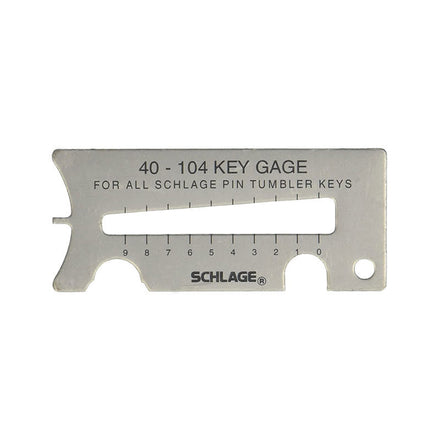 40 - 104 KEY GAGE
FOR ALL SCHLAGE PIN TUMBLER KEYS
9 8 7 6 5 4 3 2 1 0
SCHLAGE®